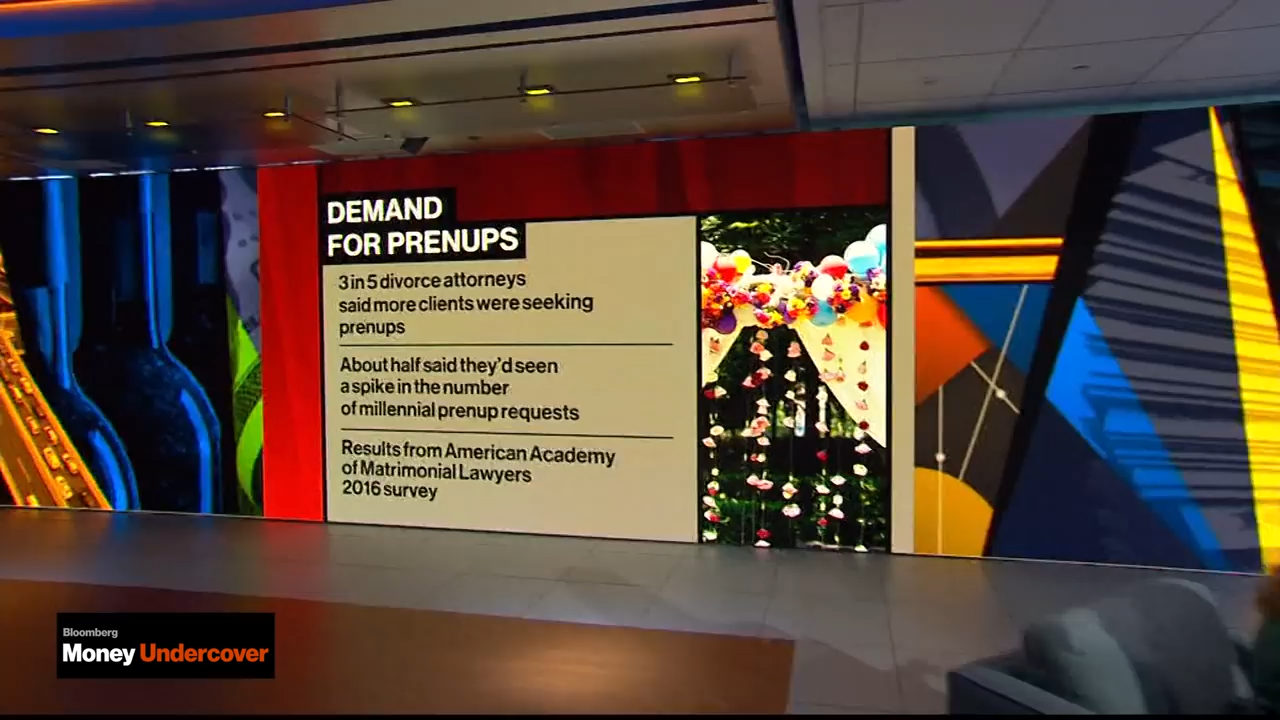 DEMAND
FOR PRENUPS
3 in 5 divorce attorneys
said more clients were seeking
prenups
About half said they'd seen
a spike in the number
of millennial prenup requests
Results from American Academy
of Matrimonial Lawyers
2016 survey
Bloomberg
Money Undercover